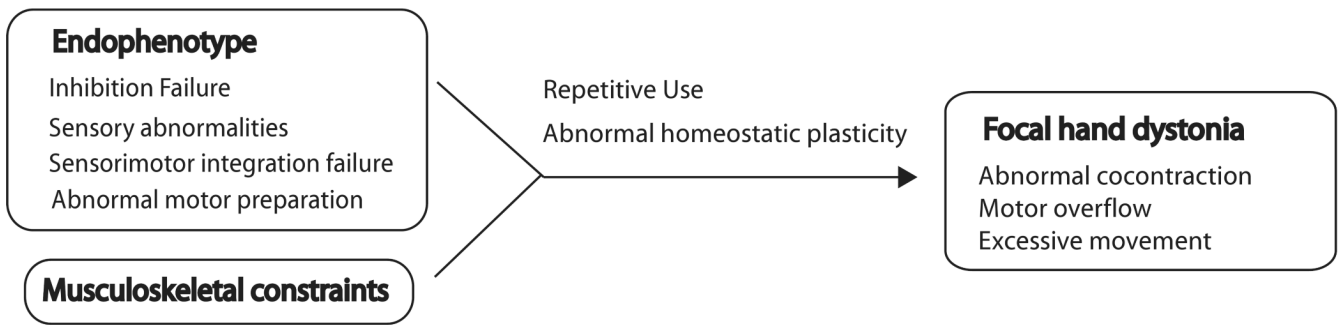 Endophenotype
Inhibition Failure
Sensory abnormalities
Sensorimotor integration failure
Abnormal motor preparation
Musculoskeletal constraints
Repetitive Use
Abnormal homeostatic plasticity
Focal hand dystonia
Abnormal cocontraction
Motor overflow
Excessive movement